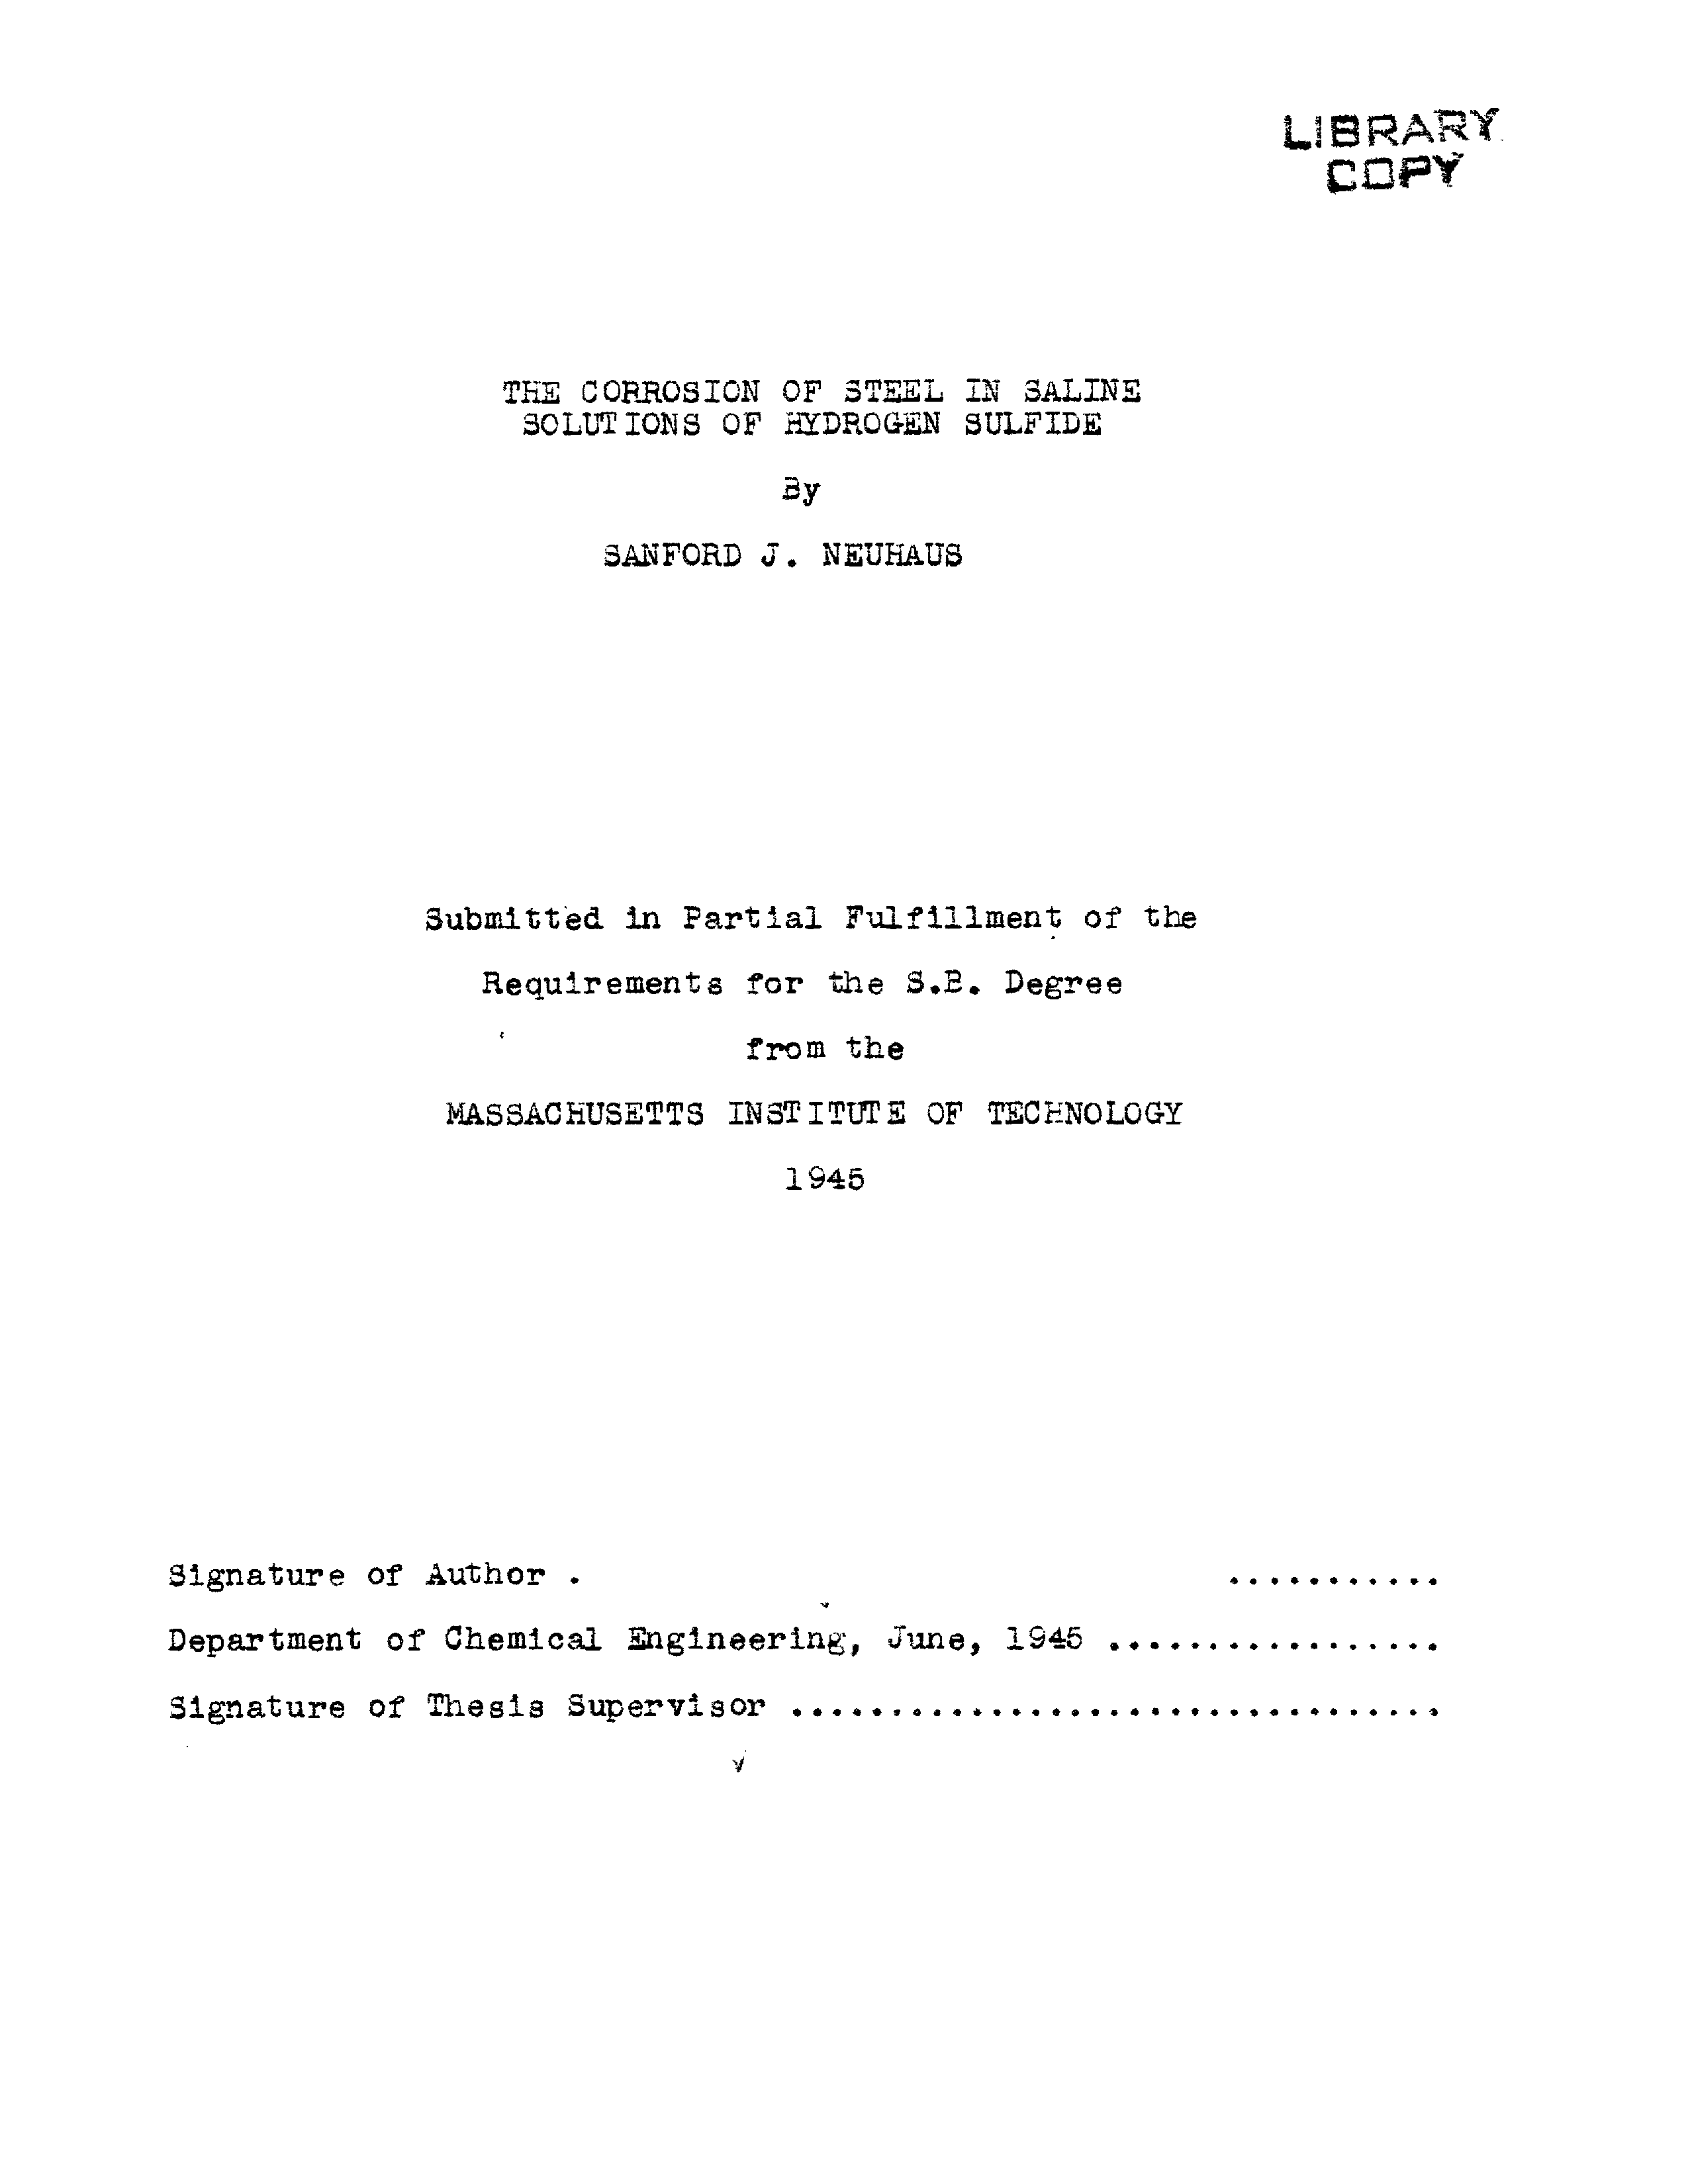 LIBRARY
COPY
THE CORROSION OF STEEL IN SALINE
SOLUTIONS OF HYDROGEN SULFIDE
By
SANFORD J. NEUHAUS
Submitted in Partial Fulfillment of the
Requirements for the S.B. Degree
from the
MASSACHUSETTS INSTITUTE OF TECHNOLOGY
1945
Signature of Author . ...........
Department of Chemical Engineering, June, 1945 .................
Signature of Thesis Supervisor .................................